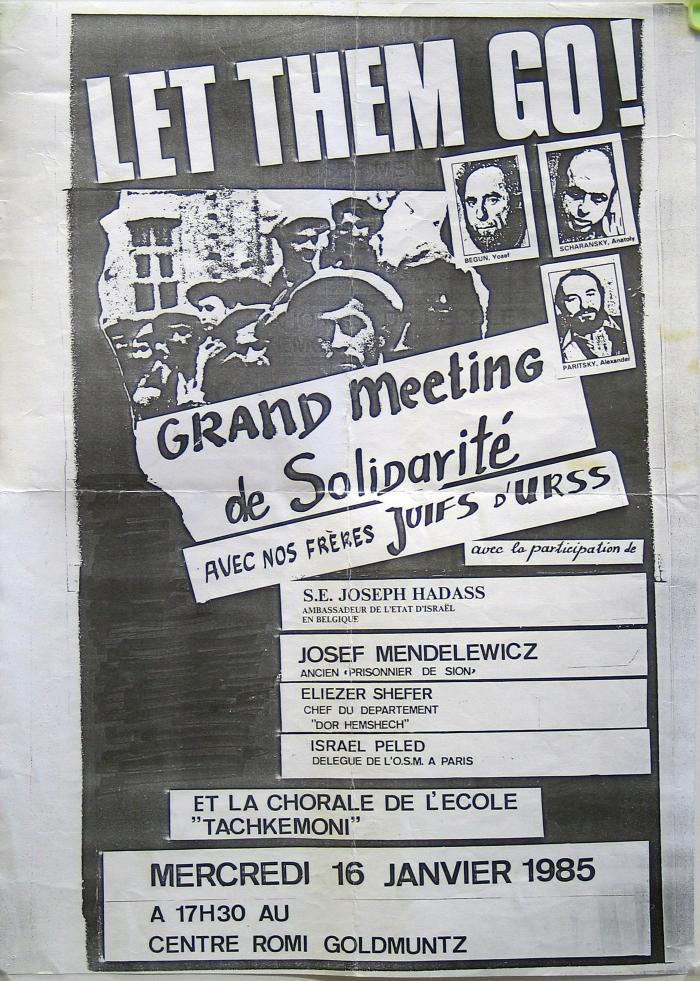 LET THEM GO!
BEGUN, Yosef
SCHARANSKY, Anatoly
PARITSKY, Alexander
GRAND Meeting
de Solidarité
AVEC NOS FRÈRES JUIFS D'URSS
avec la participation de
S.E. JOSEPH HADASS
AMBASSADEUR DE L'ETAT D'ISRAËL
EN BELGIQUE
JOSEF MENDELEWICZ
ANCIEN «PRISONNIER DE SION»
ELIEZER SHEFER
CHEF DU DEPARTEMENT
"DOR HEMSHECH"
ISRAEL PELED
DELEGUE DE L'O.S.M. A PARIS
ET LA CHORALE DE L'ECOLE
"TACHKEMONI"
MERCREDI 16 JANVIER 1985
A 17H30 AU
CENTRE ROMI GOLDMUNTZ